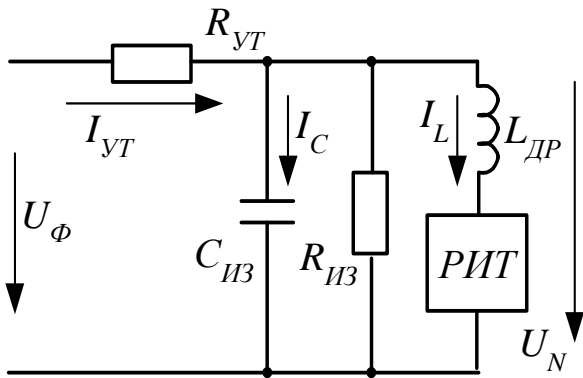 R_УТ
I_УТ
I_C
I_L
L_ДР
U_Ф
C_ИЗ
R_ИЗ
РИТ
U_N